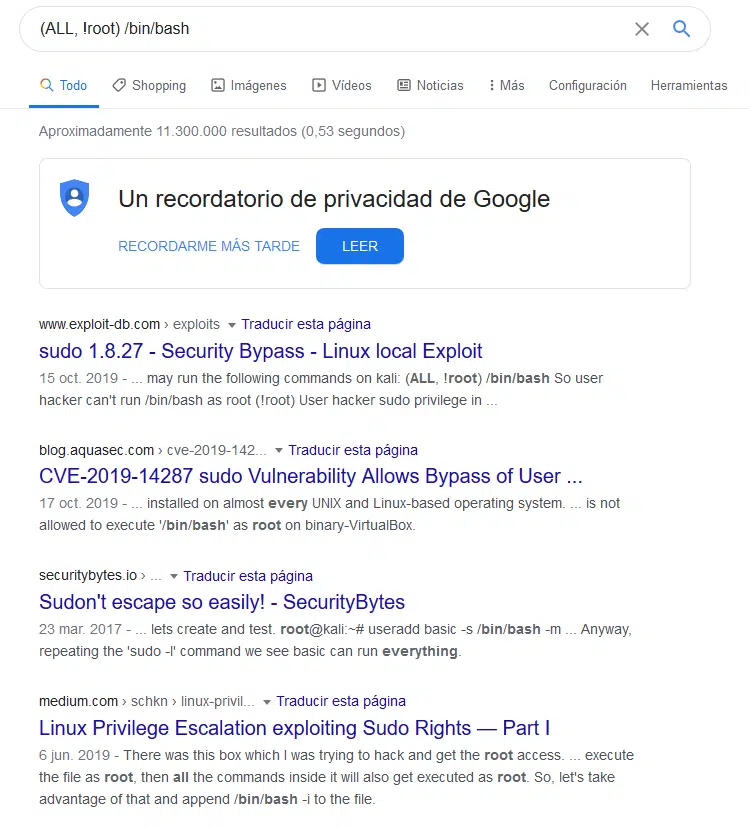 (ALL, !root) /bin/bash
Todo Shopping Imágenes Vídeos Noticias Más Configuración Herramientas
Aproximadamente 11.300.000 resultados (0,53 segundos)
Un recordatorio de privacidad de Google
RECORDARME MÁS TARDE LEER
www.exploit-db.com › exploits Traducir esta página
sudo 1.8.27 - Security Bypass - Linux local Exploit
15 oct. 2019 - ... may run the following commands on kali: (ALL, !root) /bin/bash So user
hacker can't run /bin/bash as root (!root) User hacker sudo privilege in ...
blog.aquasec.com › cve-2019-142... Traducir esta página
CVE-2019-14287 sudo Vulnerability Allows Bypass of User ...
17 oct. 2019 - ... installed on almost every UNIX and Linux-based operating system. ... is not
allowed to execute '/bin/bash' as root on binary-VirtualBox.
securitybytes.io › ... Traducir esta página
Sudon't escape so easily! - SecurityBytes
23 mar. 2017 - ... lets create and test. root@kali:~# useradd basic -s /bin/bash -m ... Anyway,
repeating the 'sudo -l' command we see basic can run everything.
medium.com › schkn › linux-privil... Traducir esta página
Linux Privilege Escalation exploiting Sudo Rights — Part I
6 jun. 2019 - There was this box which I was trying to hack and get the root access. ... execute
the file as root, then all the commands inside it will also get executed as root. So, let's take
advantage of that and append /bin/bash -i to the file.